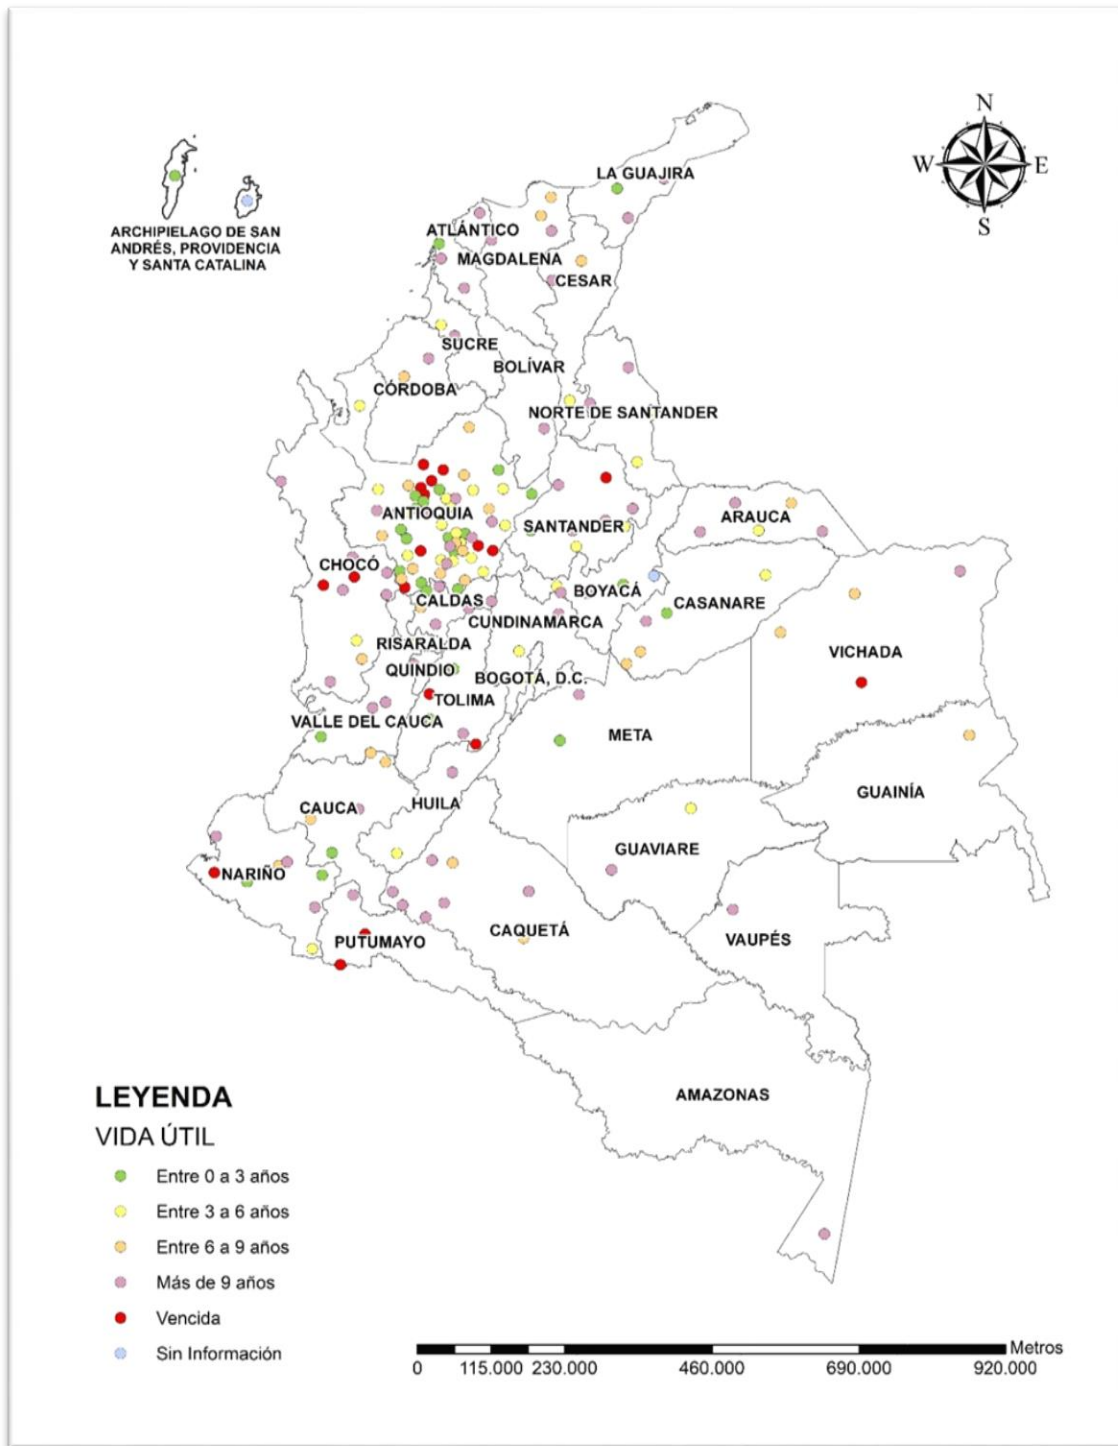 N
W
E
S
LA GUAJIRA
ATLÁNTICO
ARCHIPIELAGO DE SAN
ANDRÉS, PROVIDENCIA
Y SANTA CATALINA
MAGDALENA
CESAR
SUCRE
BOLÍVAR
CÓRDOBA
NORTE DE SANTANDER
ANTIOQUIA
SANTANDER
ARAUCA
CHOCÓ
BOYACÁ
CALDAS
CASANARE
CUNDINAMARCA
RISARALDA
VICHADA
QUINDIO
BOGOTÁ, D.C.
TOLIMA
VALLE DEL CAUCA
META
GUAINÍA
CAUCA
HUILA
GUAVIARE
NARIÑO
CAQUETÁ
PUTUMAYO
VAUPÉS
AMAZONAS
LEYENDA
VIDA ÚTIL
Entre 0 a 3 años
Entre 3 a 6 años
Entre 6 a 9 años
Más de 9 años
Vencida
Sin Información
Metros
0 115.000 230.000 460.000 690.000 920.000